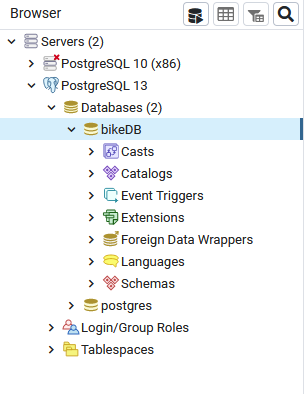 Browser
Servers (2)
PostgreSQL 10 (x86)
PostgreSQL 13
Databases (2)
bikeDB
Casts
Catalogs
Event Triggers
Extensions
Foreign Data Wrappers
Languages
Schemas
postgres
Login/Group Roles
Tablespaces